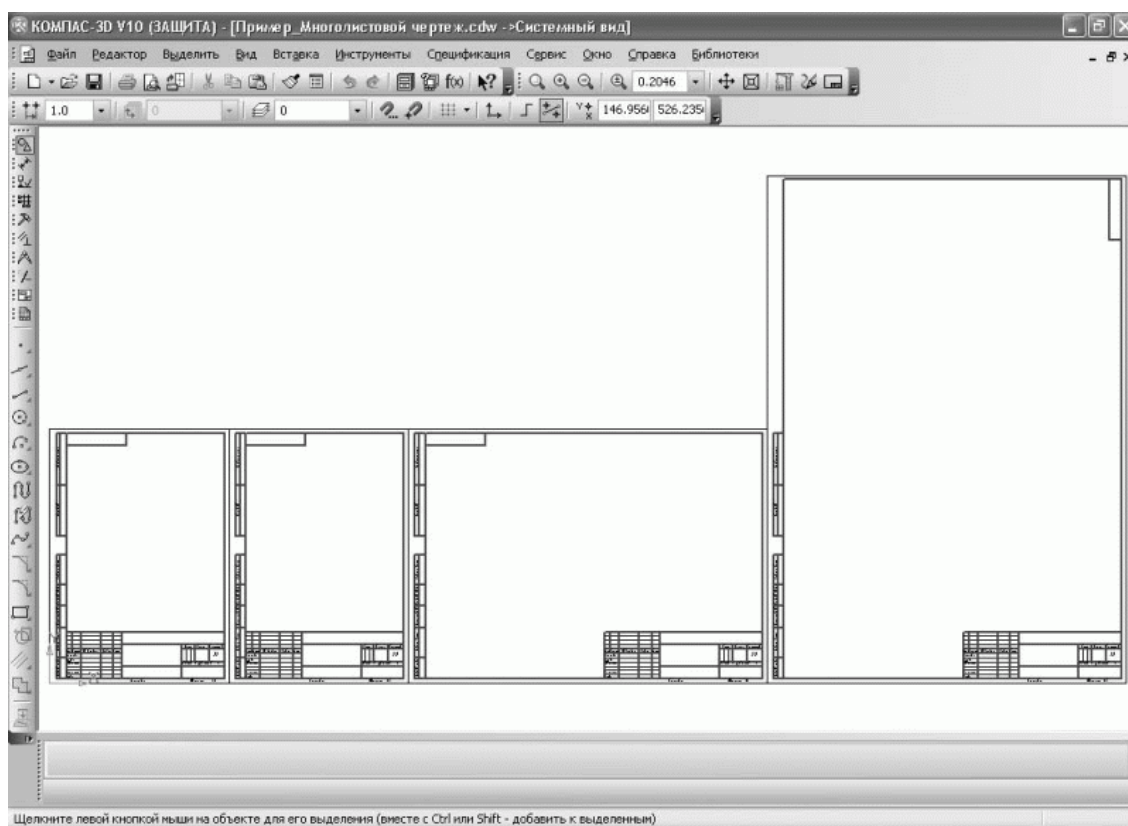 КОМПАС-3D V10 (ЗАЩИТА) - [Пример_Многолистовой чертеж.cdw ->Системный вид]
Файл Редактор Выделить Вид Вставка Инструменты Спецификация Сервис Окно Справка Библиотеки
f(x) 0.2046
1.0 0 0 146.956 526.235
Щелкните левой кнопкой мыши на объекте для его выделения (вместе с Ctrl или Shift - добавить к выделенным)